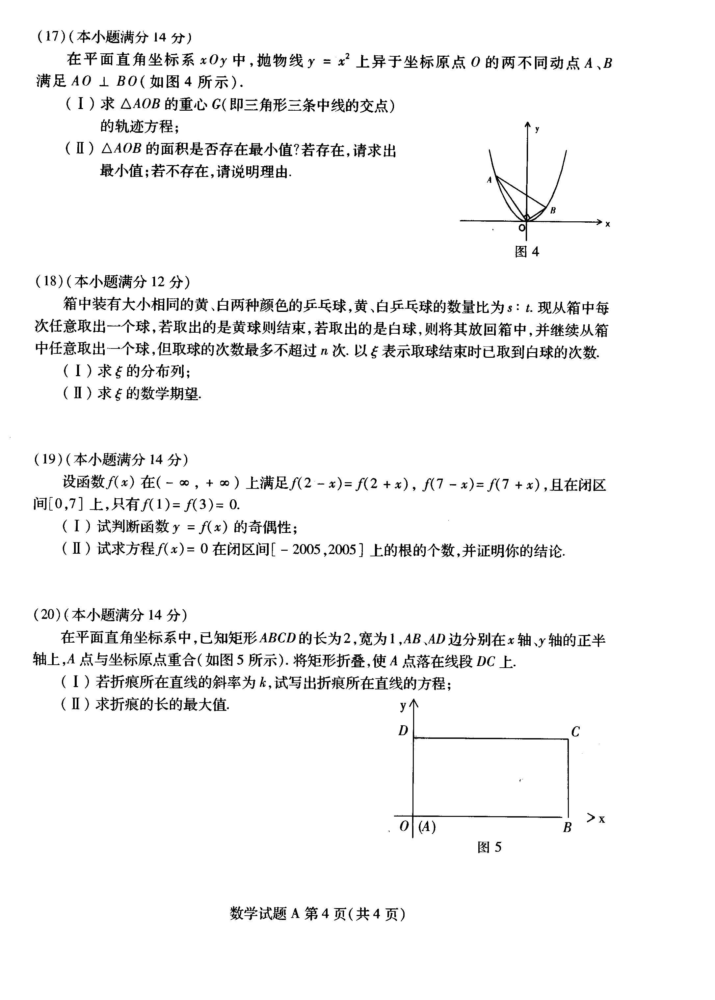 (17)(本小题满分 14 分)
在平面直角坐标系 xOy 中,抛物线 y = x² 上异于坐标原点 O 的两不同动点 A、B
满足 AO ⊥ BO(如图 4 所示).
(Ⅰ) 求 △AOB 的重心 G(即三角形三条中线的交点)
的轨迹方程;
(Ⅱ) △AOB 的面积是否存在最小值?若存在,请求出
最小值;若不存在,请说明理由.
y
A
B
O
x
图 4
(18)(本小题满分 12 分)
箱中装有大小相同的黄、白两种颜色的乒乓球,黄、白乒乓球的数量比为 s : t. 现从箱中每
次任意取出一个球,若取出的是黄球则结束,若取出的是白球,则将其放回箱中,并继续从箱
中任意取出一个球,但取球的次数最多不超过 n 次. 以 ξ 表示取球结束时已取到白球的次数.
(Ⅰ) 求 ξ 的分布列;
(Ⅱ) 求 ξ 的数学期望.
(19)(本小题满分 14 分)
设函数 f(x) 在(-∞, +∞) 上满足 f(2 - x)= f(2 + x), f(7 - x)= f(7 + x),且在闭区
间[0,7] 上,只有 f(1)= f(3)= 0.
(Ⅰ) 试判断函数 y = f(x) 的奇偶性;
(Ⅱ) 试求方程 f(x)= 0 在闭区间[-2005,2005] 上的根的个数,并证明你的结论.
(20)(本小题满分 14 分)
在平面直角坐标系中,已知矩形 ABCD 的长为2,宽为1,AB、AD 边分别在 x 轴、y 轴的正半
轴上,A 点与坐标原点重合(如图 5 所示). 将矩形折叠,使 A 点落在线段 DC 上.
(Ⅰ) 若折痕所在直线的斜率为 k,试写出折痕所在直线的方程;
(Ⅱ) 求折痕的长的最大值.
y
D
C
O (A)
B
x
图 5
数学试题 A 第 4 页(共 4 页)